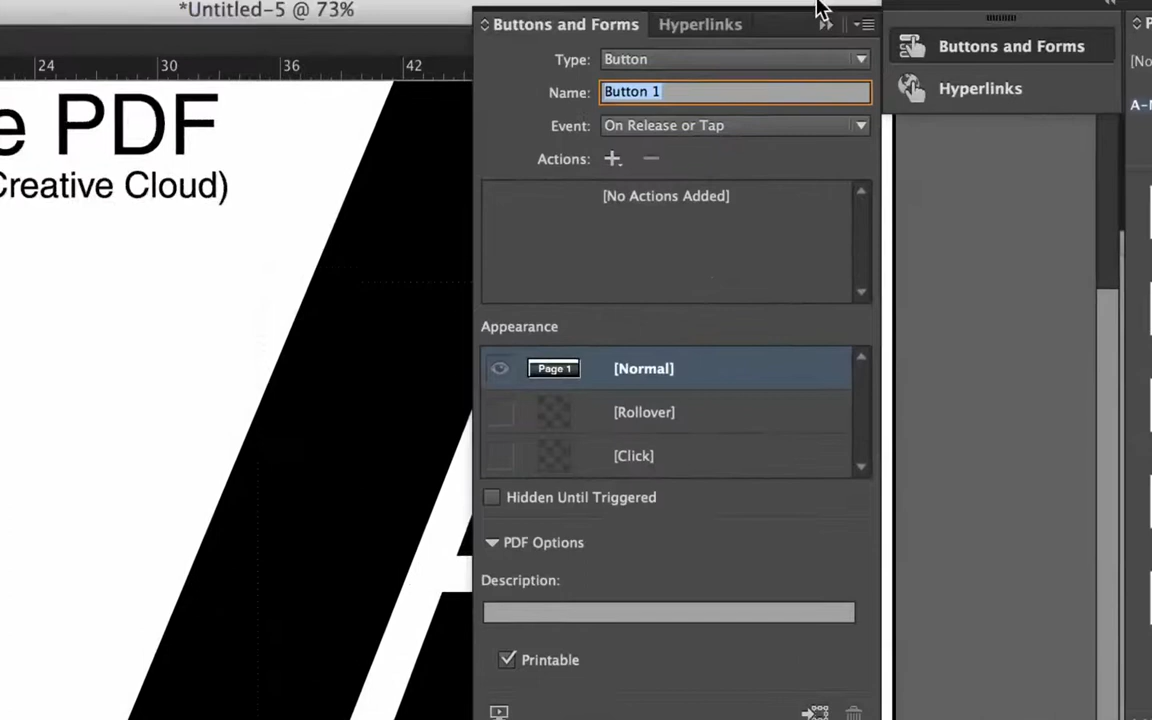 *Untitled-5 @ 73%
Buttons and Forms
Hyperlinks
Type:
Button
Name:
Button 1
Event:
On Release or Tap
Actions:
[No Actions Added]
Appearance
Page 1
[Normal]
[Rollover]
[Click]
Hidden Until Triggered
PDF Options
Description:
Printable
24
30
36
42
e PDF
Creative Cloud)
Buttons and Forms
Hyperlinks
[No
A-